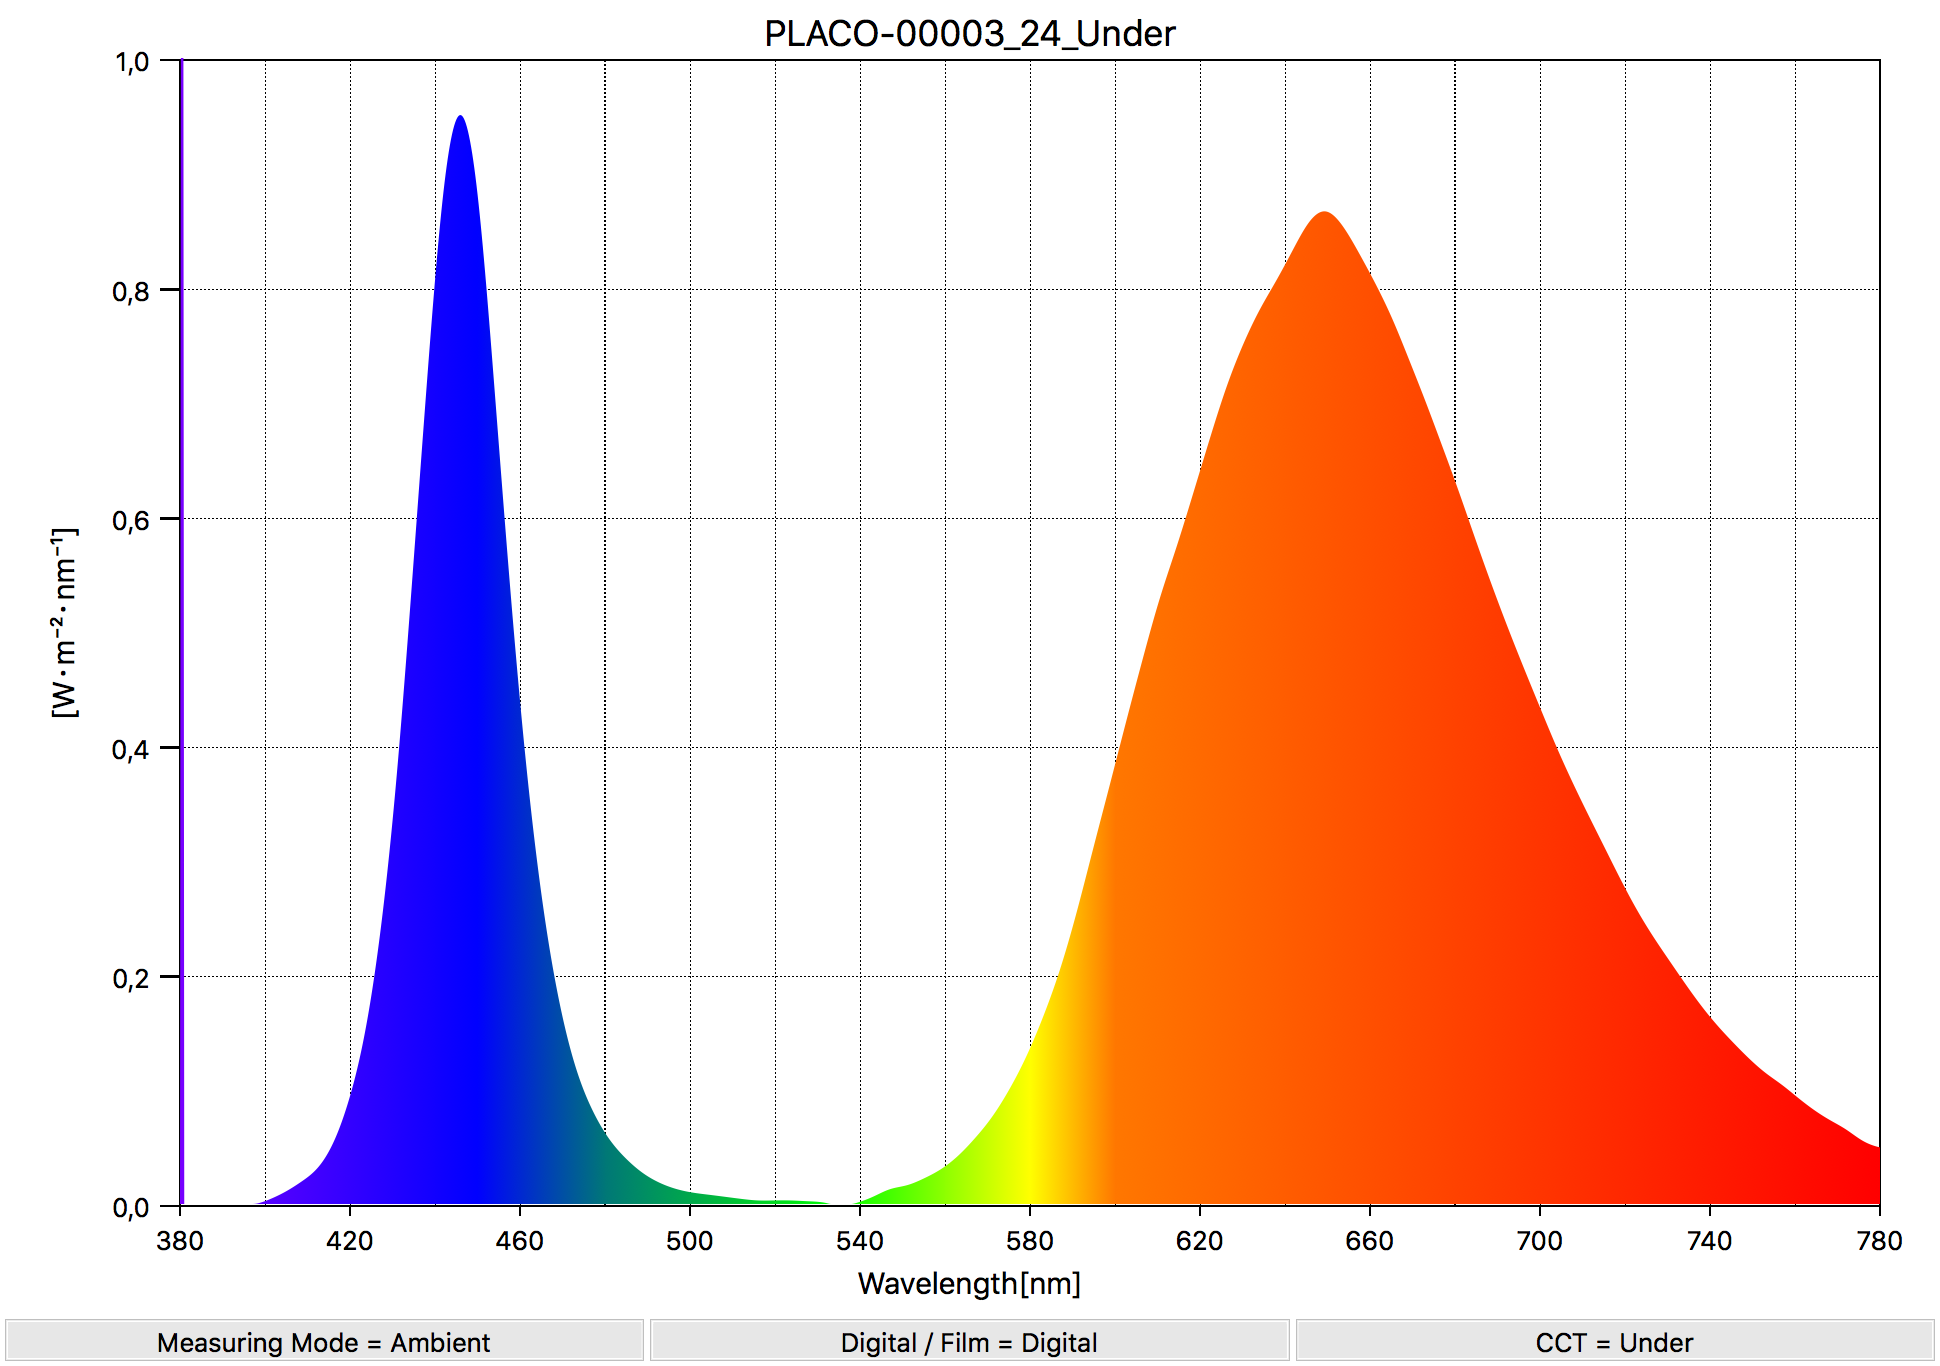 PLACO-00003_24_Under
1,0
0,8
0,6
0,4
0,2
0,0
[W·m⁻²·nm⁻¹]
380 420 460 500 540 580 620 660 700 740 780
Wavelength[nm]
Measuring Mode = Ambient Digital / Film = Digital CCT = Under